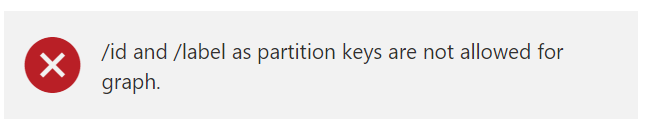 /id and /label as partition keys are not allowed for
graph.